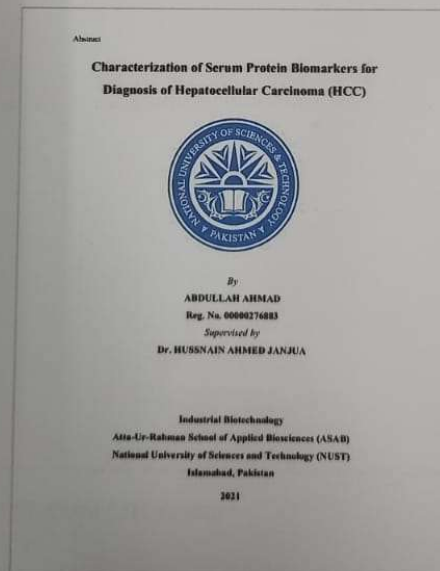 Abstract
Characterization of Serum Protein Biomarkers for
Diagnosis of Hepatocellular Carcinoma (HCC)
NATIONAL UNIVERSITY OF SCIENCES & TECHNOLOGY
PAKISTAN
By
ABDULLAH AHMAD
Reg. No. 00000276883
Supervised by
Dr. HUSSNAIN AHMED JANJUA
Industrial Biotechnology
Atta-Ur-Rahman School of Applied Biosciences (ASAB)
National University of Sciences and Technology (NUST)
Islamabad, Pakistan
2021